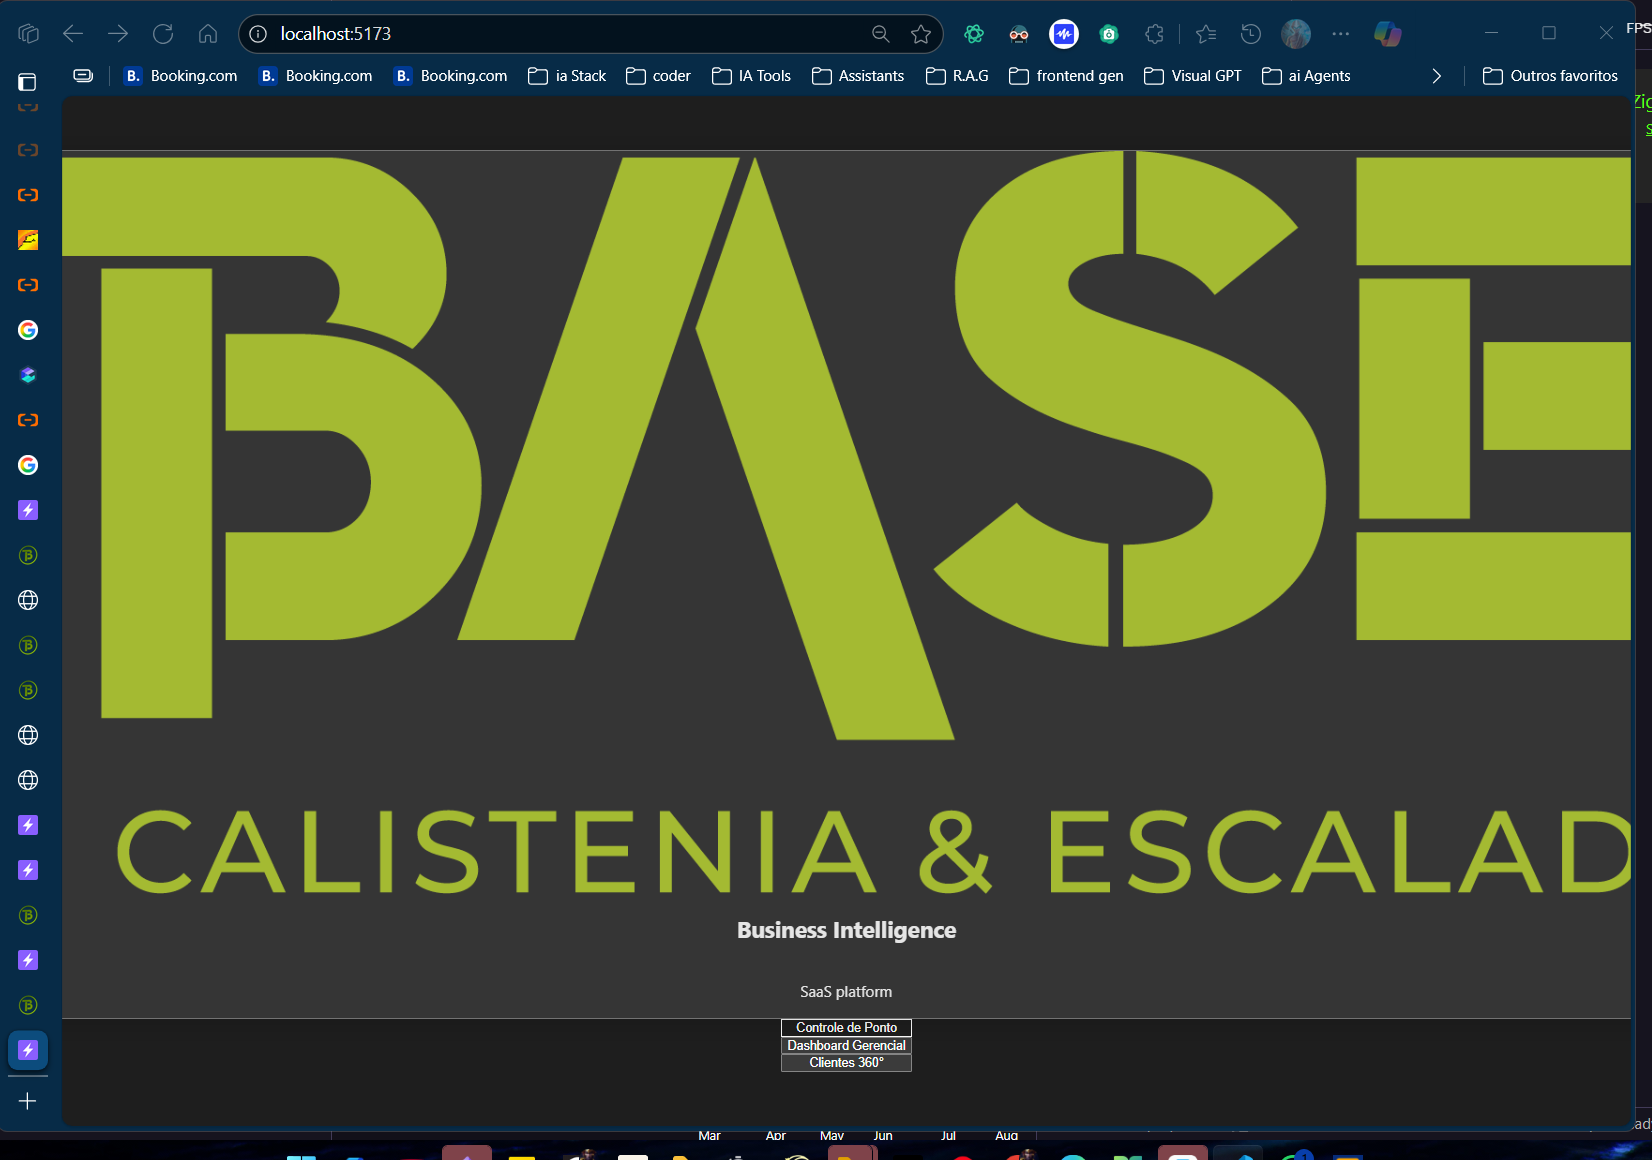 localhost:5173
FPS
Booking.com
Booking.com
Booking.com
ia Stack
coder
IA Tools
Assistants
R.A.G
frontend gen
Visual GPT
ai Agents
Outros favoritos
BASE
CALISTENIA & ESCALAD
Business Intelligence
SaaS platform
Controle de Ponto
Dashboard Gerencial
Clientes 360°
Mar Apr May Jun Jul Aug